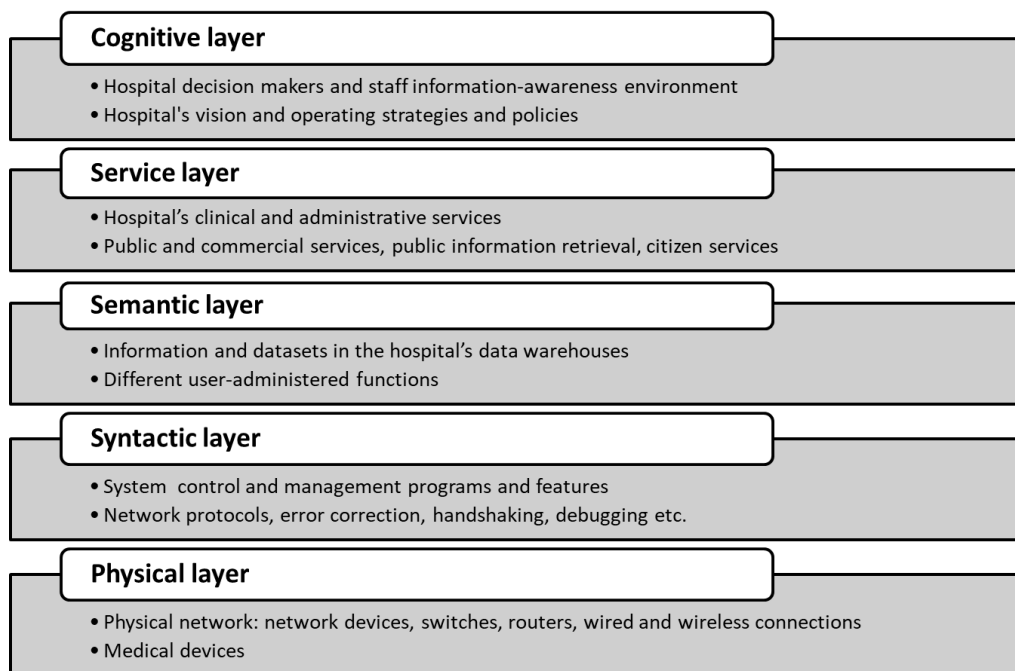 Cognitive layer
• Hospital decision makers and staff information-awareness environment
• Hospital's vision and operating strategies and policies
Service layer
• Hospital’s clinical and administrative services
• Public and commercial services, public information retrieval, citizen services
Semantic layer
• Information and datasets in the hospital’s data warehouses
• Different user-administered functions
Syntactic layer
• System  control and management programs and features
• Network protocols, error correction, handshaking, debugging etc.
Physical layer
• Physical network: network devices, switches, routers, wired and wireless connections
• Medical devices